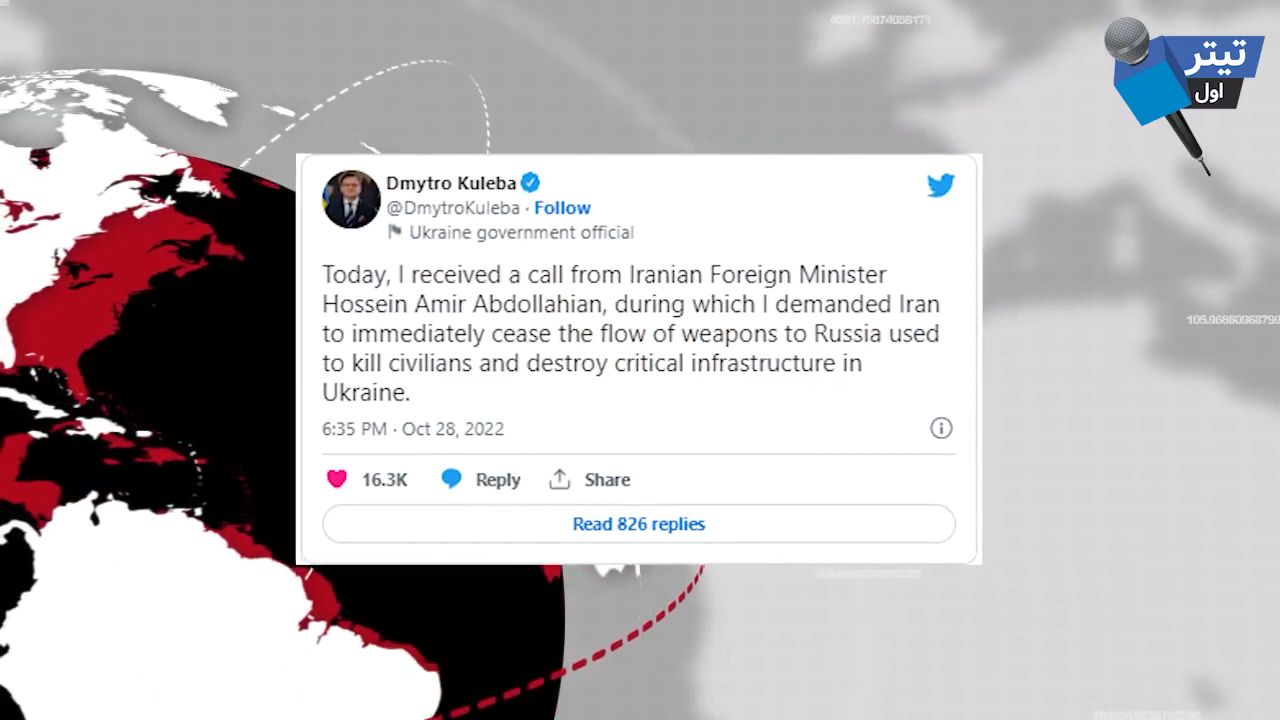 تیتر
اول
Dmytro Kuleba
@DmytroKuleba · Follow
Ukraine government official
Today, I received a call from Iranian Foreign Minister
Hossein Amir Abdollahian, during which I demanded Iran
to immediately cease the flow of weapons to Russia used
to kill civilians and destroy critical infrastructure in
Ukraine.
6:35 PM · Oct 28, 2022
16.3K Reply Share
Read 826 replies